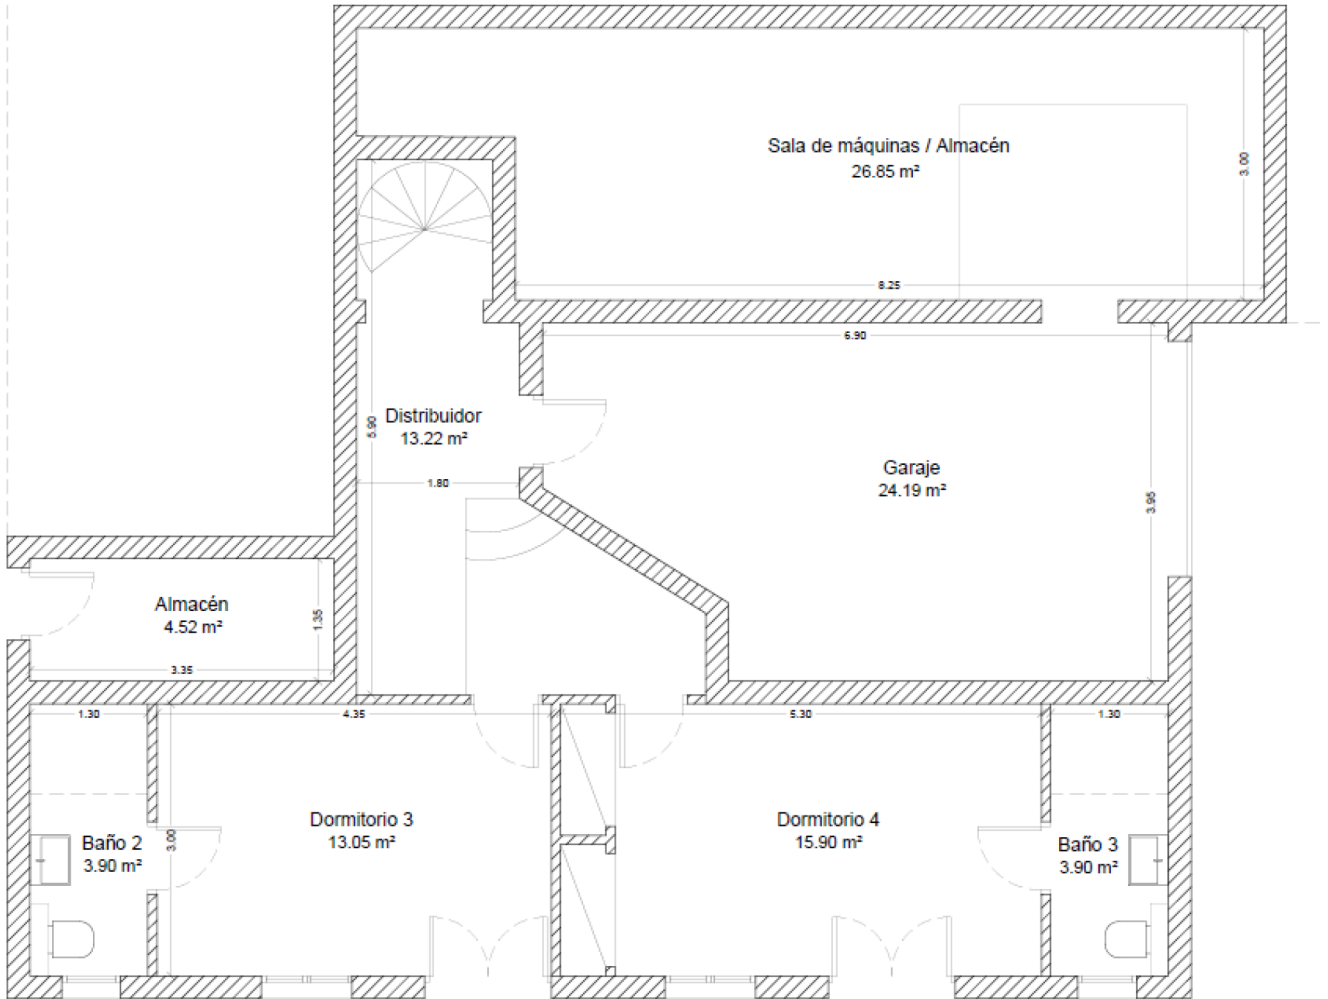 Sala de máquinas / Almacén
26.85 m²
3.00
8.25
6.90
Distribuidor
13.22 m²
5.90
1.80
Garaje
24.19 m²
3.95
Almacén
4.52 m²
1.35
3.35
1.30
4.35
5.30
1.30
Dormitorio 3
13.05 m²
3.00
Dormitorio 4
15.90 m²
Baño 2
3.90 m²
Baño 3
3.90 m²